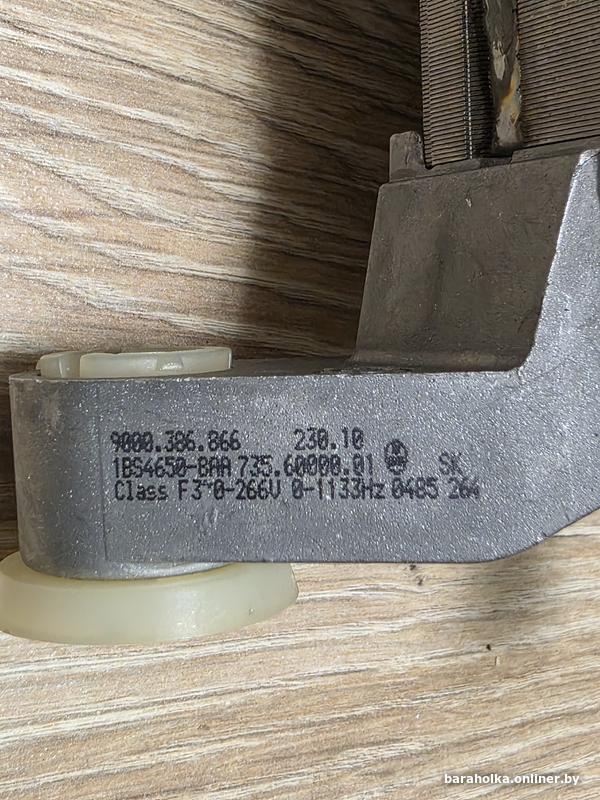 9000.386.866 230.10
1BS4650-8AA 735.60000.01 SK
Class F 3~0-266V 0-1133Hz 0485 264
baraholka.onliner.by